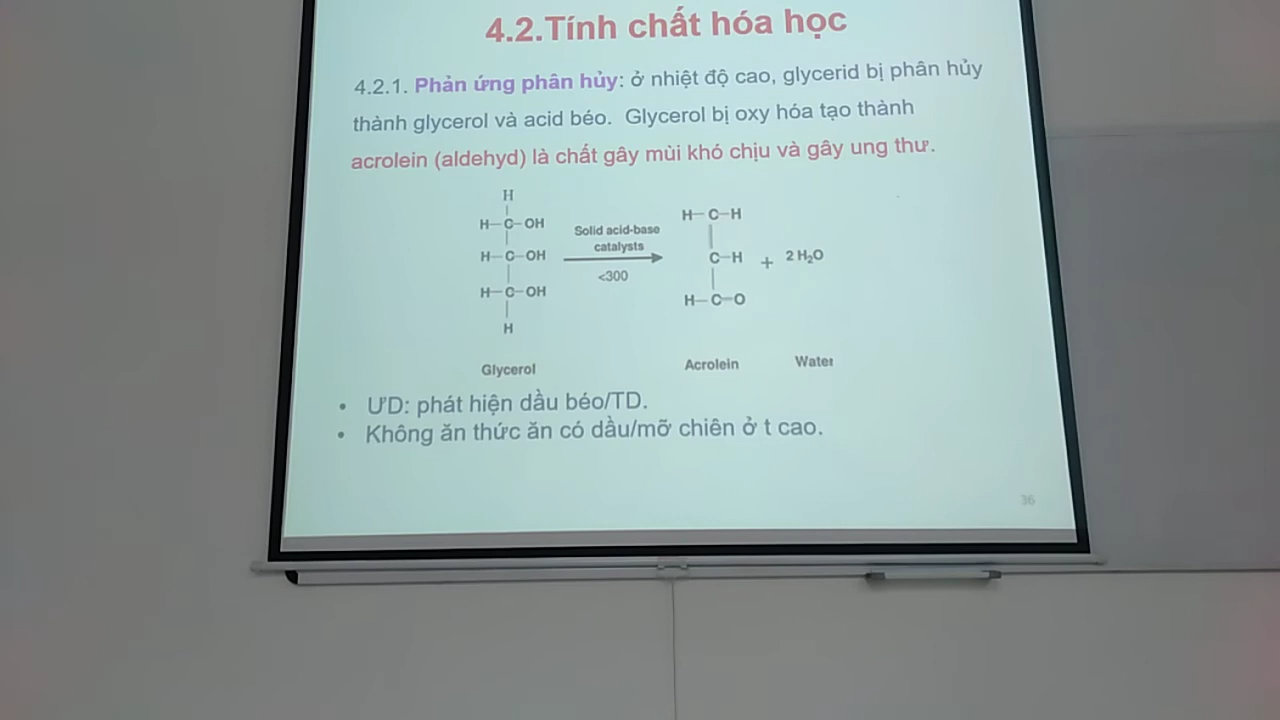 4.2.Tính chất hóa học
4.2.1. Phản ứng phân hủy: ở nhiệt độ cao, glycerid bị phân hủy
thành glycerol và acid béo. Glycerol bị oxy hóa tạo thành
acrolein (aldehyd) là chất gây mùi khó chịu và gây ung thư.
H
H–C–OH
H–C–OH
H–C–OH
H
Solid acid-base
catalysts
<300
H–C–H
C–H
H–C=O
+ 2 H₂O
Glycerol
Acrolein
Water
• ƯD: phát hiện dầu béo/TD.
• Không ăn thức ăn có dầu/mỡ chiên ở t cao.
36